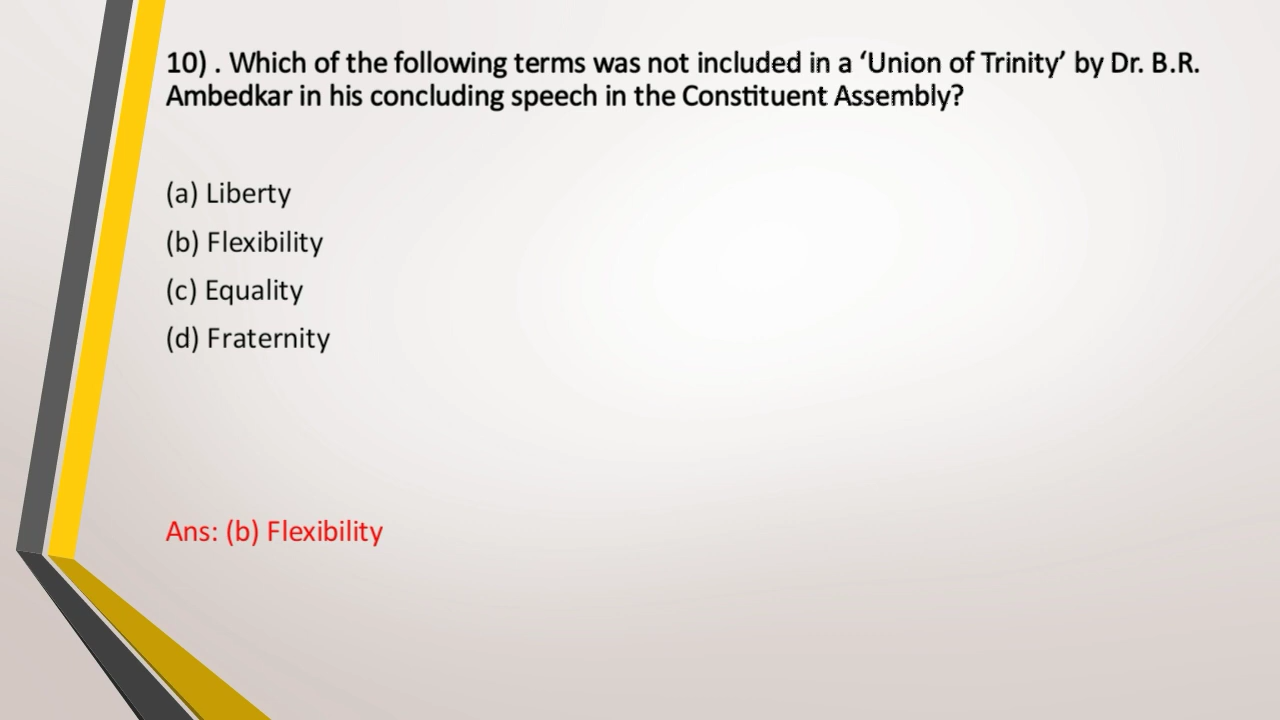 10) . Which of the following terms was not included in a ‘Union of Trinity’ by Dr. B.R.
Ambedkar in his concluding speech in the Constituent Assembly?
(a) Liberty
(b) Flexibility
(c) Equality
(d) Fraternity
Ans: (b) Flexibility